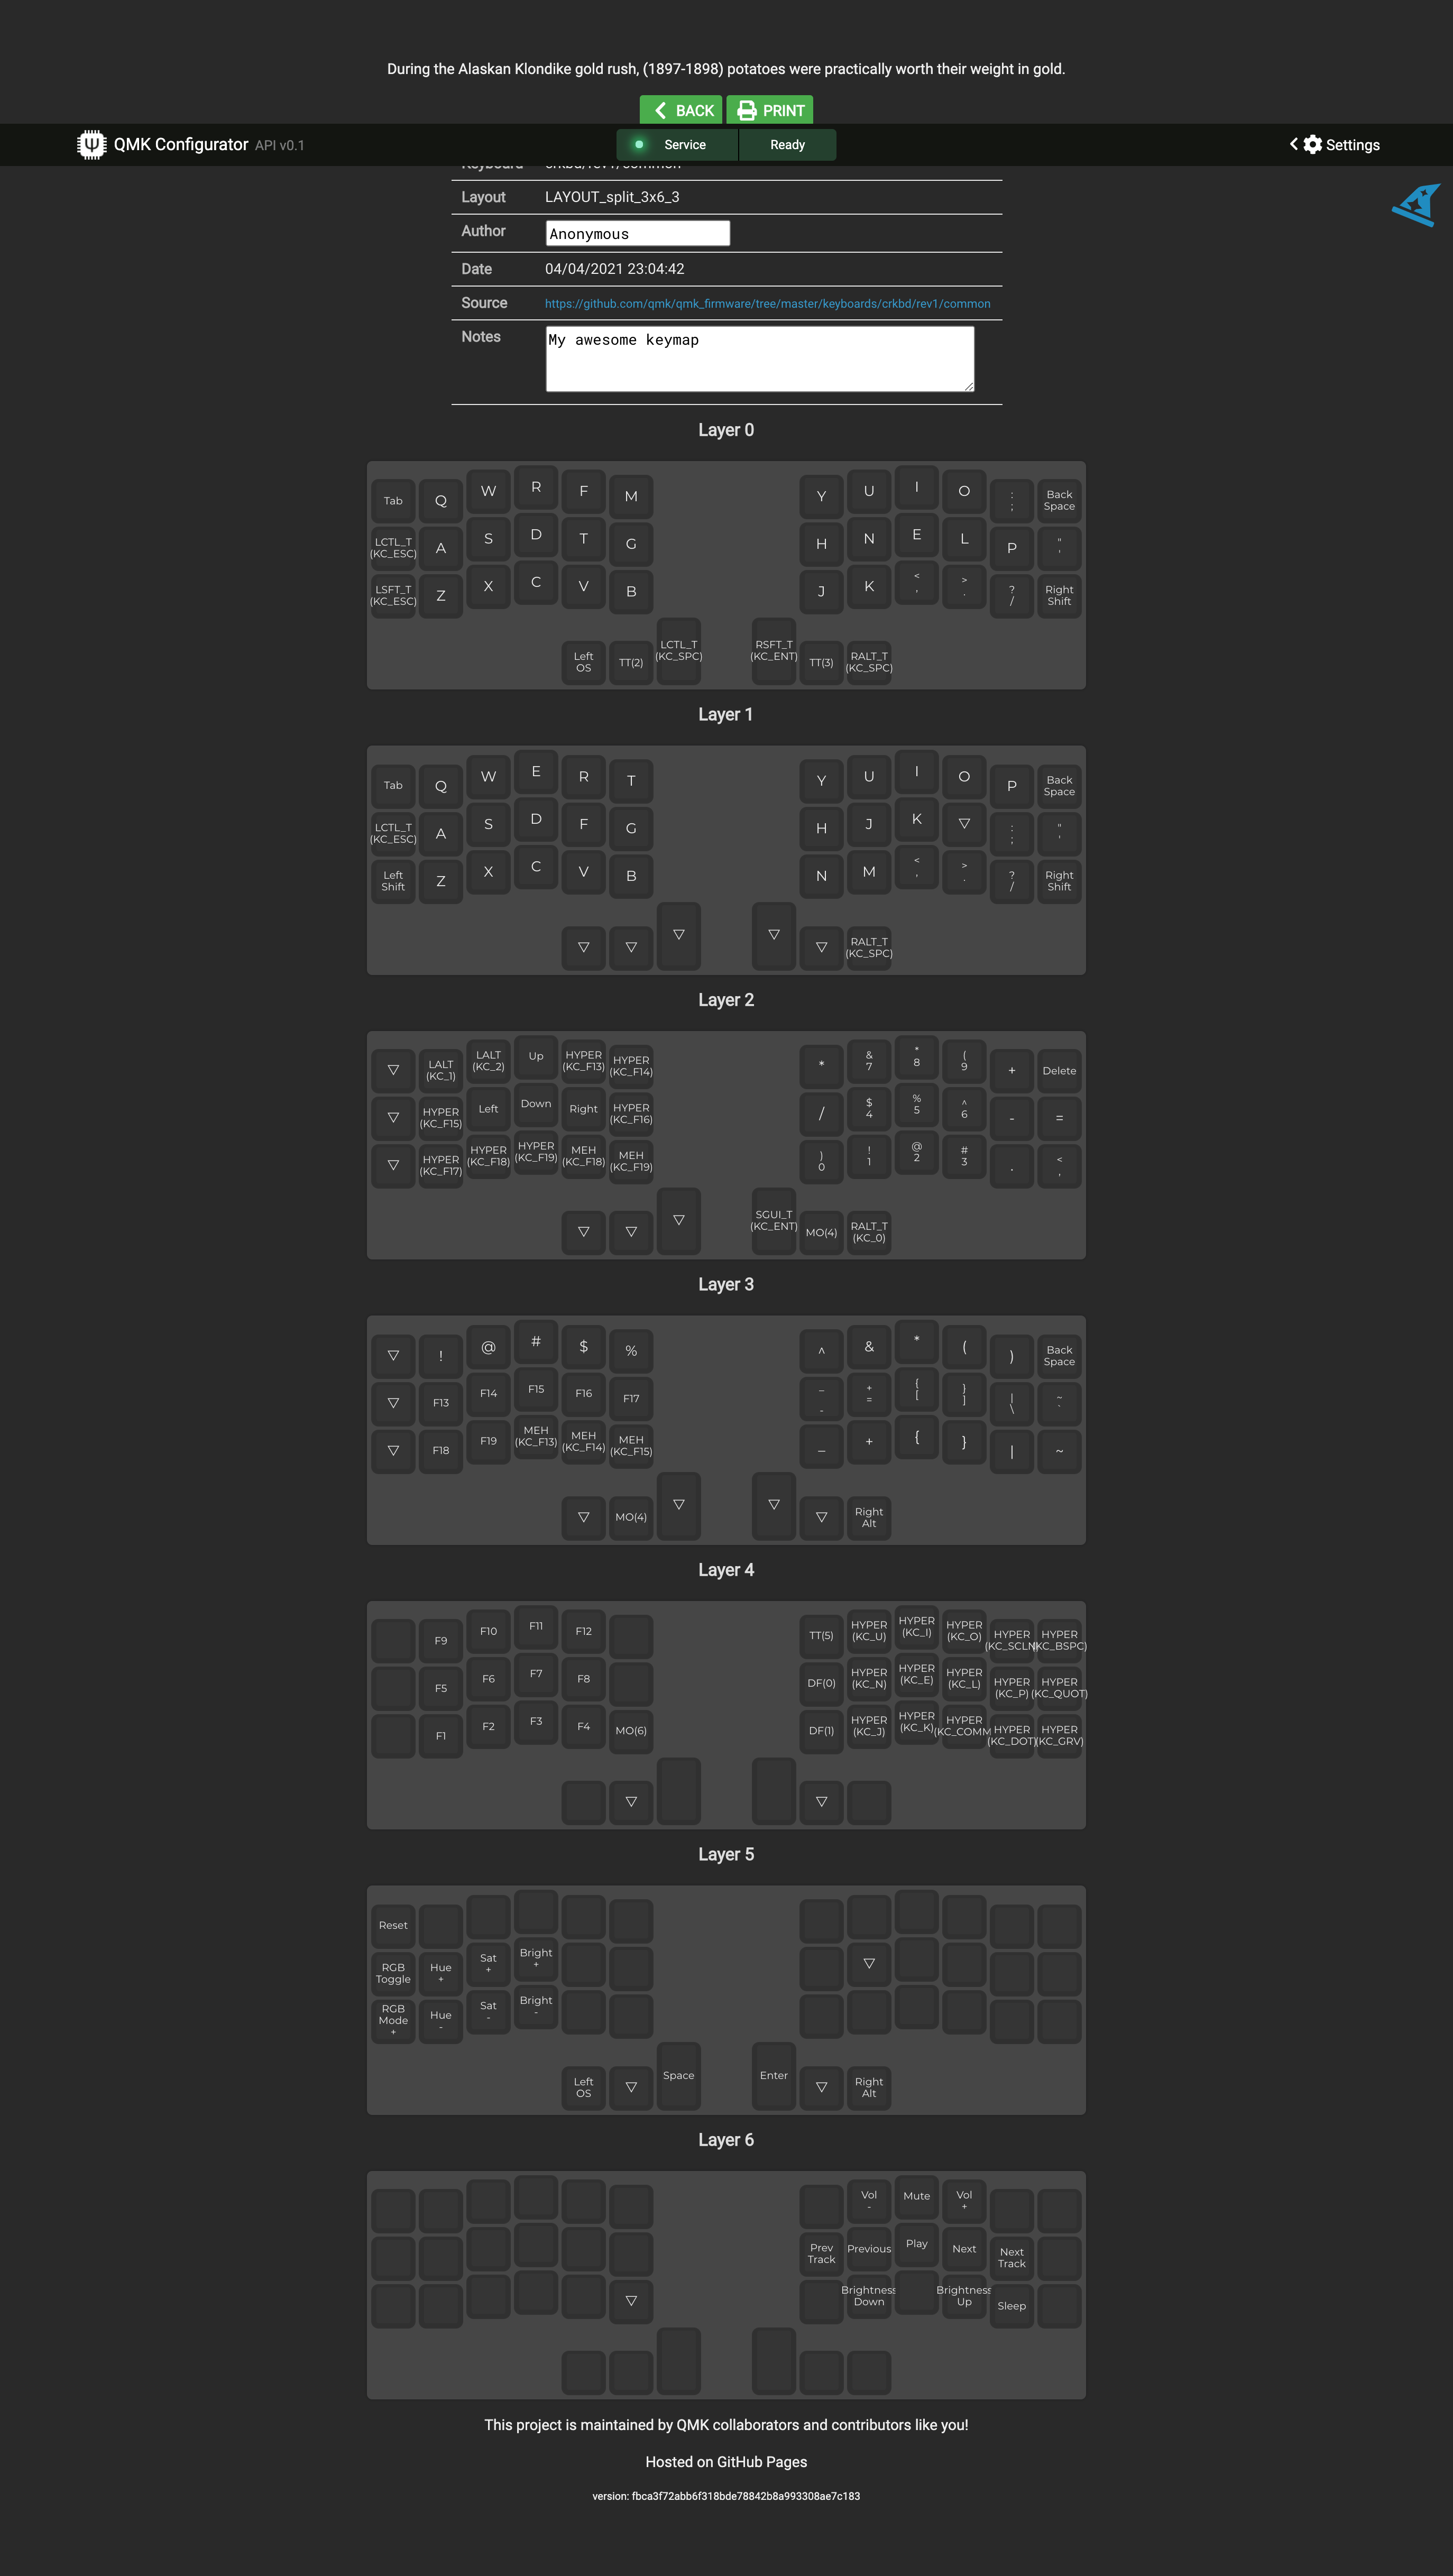 During the Alaskan Klondike gold rush, (1897-1898) potatoes were practically worth their weight in gold.
BACK PRINT
QMK Configurator API v0.1 Service Ready Settings
Layout LAYOUT_split_3x6_3
Author Anonymous
Date 04/04/2021 23:04:42
Source https://github.com/qmk/qmk_firmware/tree/master/keyboards/crkbd/rev1/common
Notes My awesome keymap
Layer 0
Tab Q W R F M Y U I O : ; Back Space
LCTL_T (KC_ESC) A S D T G H N E L P " '
LSFT_T (KC_ESC) Z X C V B J K < , > . ? / Right Shift
Left OS TT(2) LCTL_T (KC_SPC) RSFT_T (KC_ENT) TT(3) RALT_T (KC_SPC)
Layer 1
Tab Q W E R T Y U I O P Back Space
LCTL_T (KC_ESC) A S D F G H J K ▽ : ; " '
Left Shift Z X C V B N M < , > . ? / Right Shift
▽ ▽ ▽ ▽ ▽ RALT_T (KC_SPC)
Layer 2
▽ LALT (KC_1) LALT (KC_2) Up HYPER (KC_F13) HYPER (KC_F14) * & 7 * 8 ( 9 + Delete
▽ HYPER (KC_F15) Left Down Right HYPER (KC_F16) / $ 4 % 5 ^ 6 - =
▽ HYPER (KC_F17) HYPER (KC_F18) HYPER (KC_F19) MEH (KC_F18) MEH (KC_F19) ) 0 ! 1 @ 2 # 3 . < ,
▽ ▽ ▽ SGUI_T (KC_ENT) MO(4) RALT_T (KC_0)
Layer 3
▽ ! @ # $ % ^ & * ( ) Back Space
▽ F13 F14 F15 F16 F17 _ - + = { [ } ] | \ ~ `
▽ F18 F19 MEH (KC_F13) MEH (KC_F14) MEH (KC_F15) _ + { } | ~
▽ MO(4) ▽ ▽ ▽ Right Alt
Layer 4
F9 F10 F11 F12 TT(5) HYPER (KC_U) HYPER (KC_I) HYPER (KC_O) HYPER (KC_SCLN) HYPER (KC_BSPC)
F5 F6 F7 F8 DF(0) HYPER (KC_N) HYPER (KC_E) HYPER (KC_L) HYPER (KC_P) HYPER (KC_QUOT)
F1 F2 F3 F4 MO(6) DF(1) HYPER (KC_J) HYPER (KC_K) HYPER (KC_COMM HYPER (KC_DOT) HYPER (KC_GRV)
▽ ▽
Layer 5
Reset
RGB Toggle Hue + Sat + Bright + ▽
RGB Mode + Hue - Sat - Bright -
Left OS ▽ Space Enter ▽ Right Alt
Layer 6
Vol - Mute Vol +
Prev Track Previous Play Next Next Track
▽ Brightness Down Brightness Up Sleep
This project is maintained by QMK collaborators and contributors like you!
Hosted on GitHub Pages
version: fbca3f72abb6f318bde78842b8a993308ae7c183